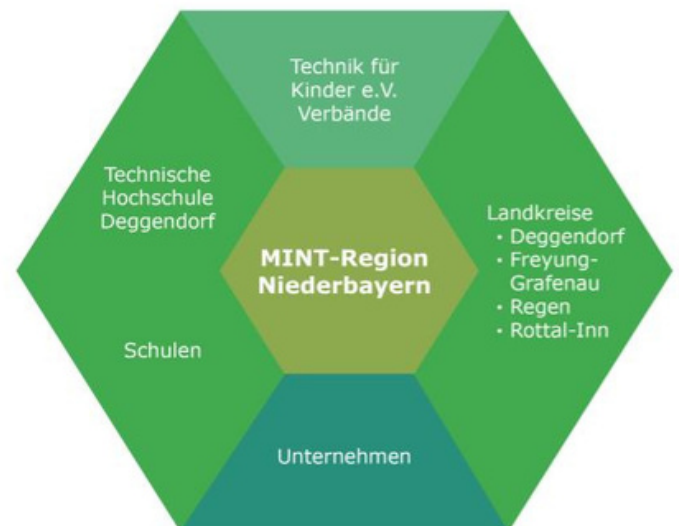 Technik für
Kinder e.V.
Verbände
Technische
Hochschule
Deggendorf
Schulen
MINT-Region
Niederbayern
Landkreise
• Deggendorf
• Freyung-
Grafenau
• Regen
• Rottal-Inn
Unternehmen